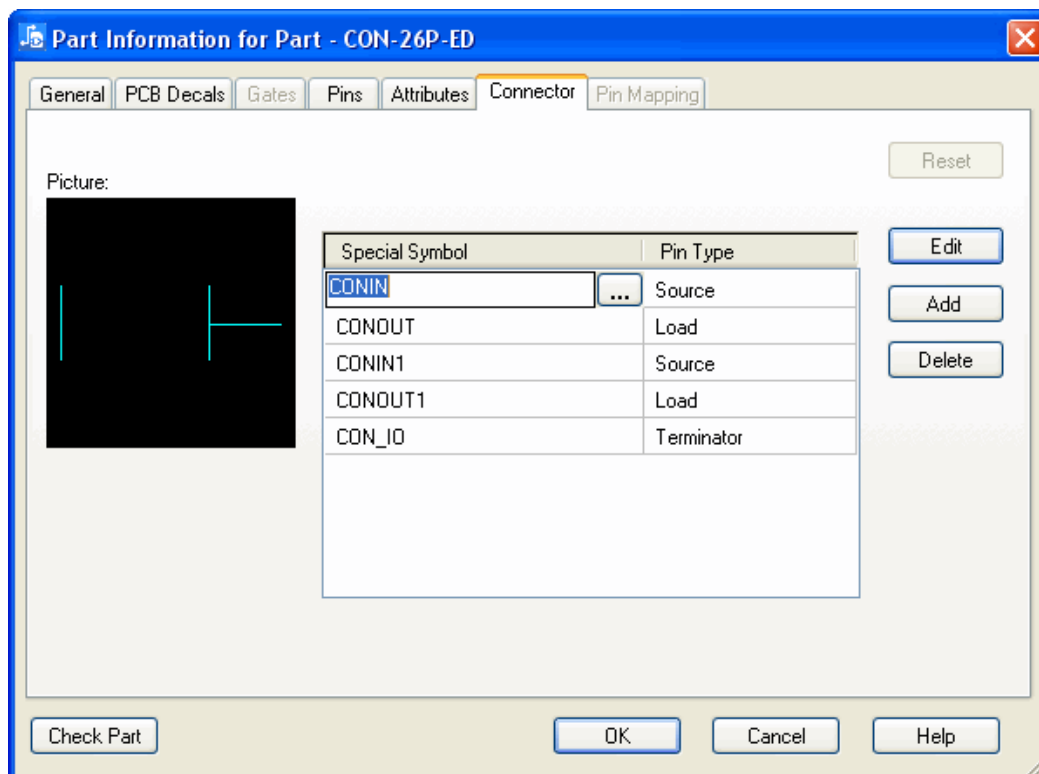 Part Information for Part - CON-26P-ED
General PCB Decals Gates Pins Attributes Connector Pin Mapping
Reset
Picture:
Special Symbol Pin Type
Edit
CONIN ... Source
Add
CONOUT Load
CONIN1 Source
Delete
CONOUT1 Load
CON_IO Terminator
Check Part OK Cancel Help